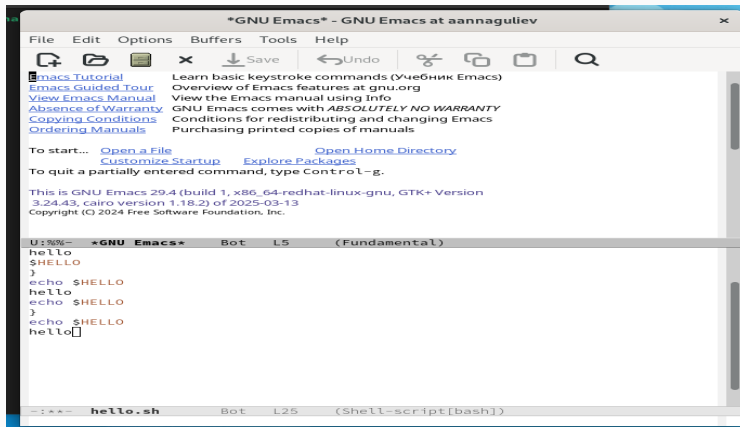 *GNU Emacs* - GNU Emacs at aannaguliev
File Edit Options Buffers Tools Help
Save Undo
Emacs Tutorial Learn basic keystroke commands (Учебник Emacs)
Emacs Guided Tour Overview of Emacs features at gnu.org
View Emacs Manual View the Emacs manual using Info
Absence of Warranty GNU Emacs comes with ABSOLUTELY NO WARRANTY
Copying Conditions Conditions for redistributing and changing Emacs
Ordering Manuals Purchasing printed copies of manuals
To start... Open a File Open Home Directory
Customize Startup Explore Packages
To quit a partially entered command, type Control-g.
This is GNU Emacs 29.4 (build 1, x86_64-redhat-linux-gnu, GTK+ Version
3.24.43, cairo version 1.18.2) of 2025-03-13
Copyright (C) 2024 Free Software Foundation, Inc.
U:%%- *GNU Emacs* Bot L5 (Fundamental)
hello
$HELLO
}
echo $HELLO
hello
echo $HELLO
}
echo $HELLO
hello
-:**- hello.sh Bot L25 (Shell-script[bash])